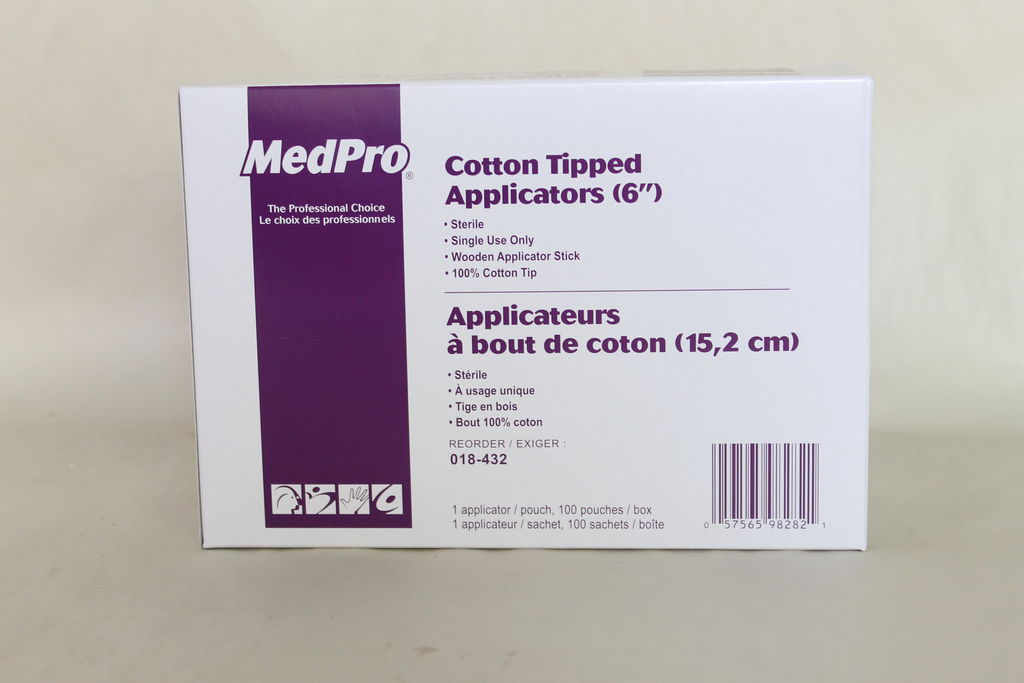 MedPro®
The Professional Choice
Le choix des professionnels
Cotton Tipped
Applicators (6")
• Sterile
• Single Use Only
• Wooden Applicator Stick
• 100% Cotton Tip
Applicateurs
à bout de coton (15,2 cm)
• Stérile
• À usage unique
• Tige en bois
• Bout 100% coton
REORDER / EXIGER :
018-432
1 applicator / pouch, 100 pouches / box
1 applicateur / sachet, 100 sachets / boîte
0 57565 98282 1